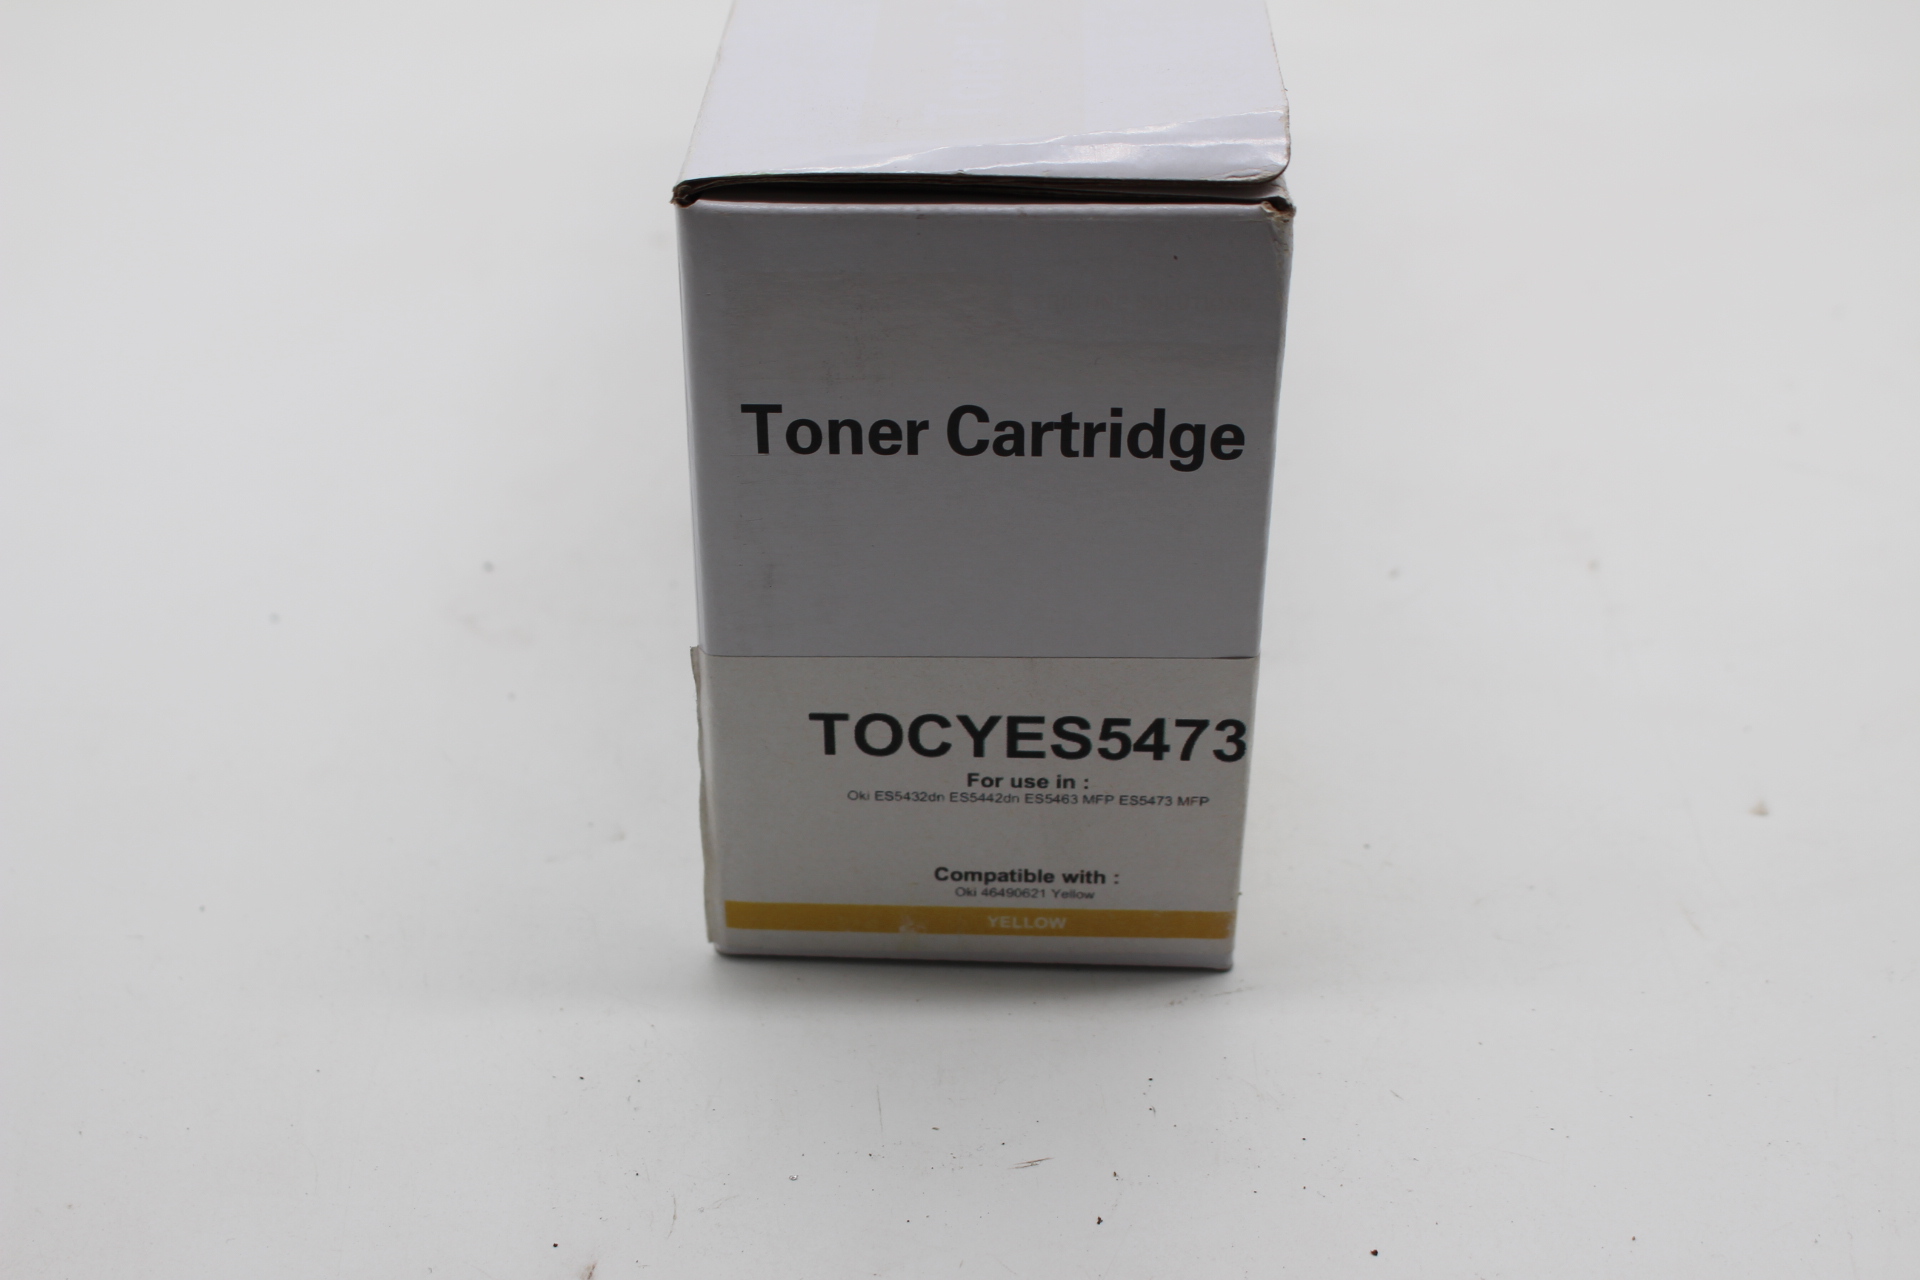 Toner Cartridge
TOCYES5473
For use in :
Oki ES5432dn ES5442dn ES5463 MFP ES5473 MFP
Compatible with :
Oki 46490621 Yellow
YELLOW